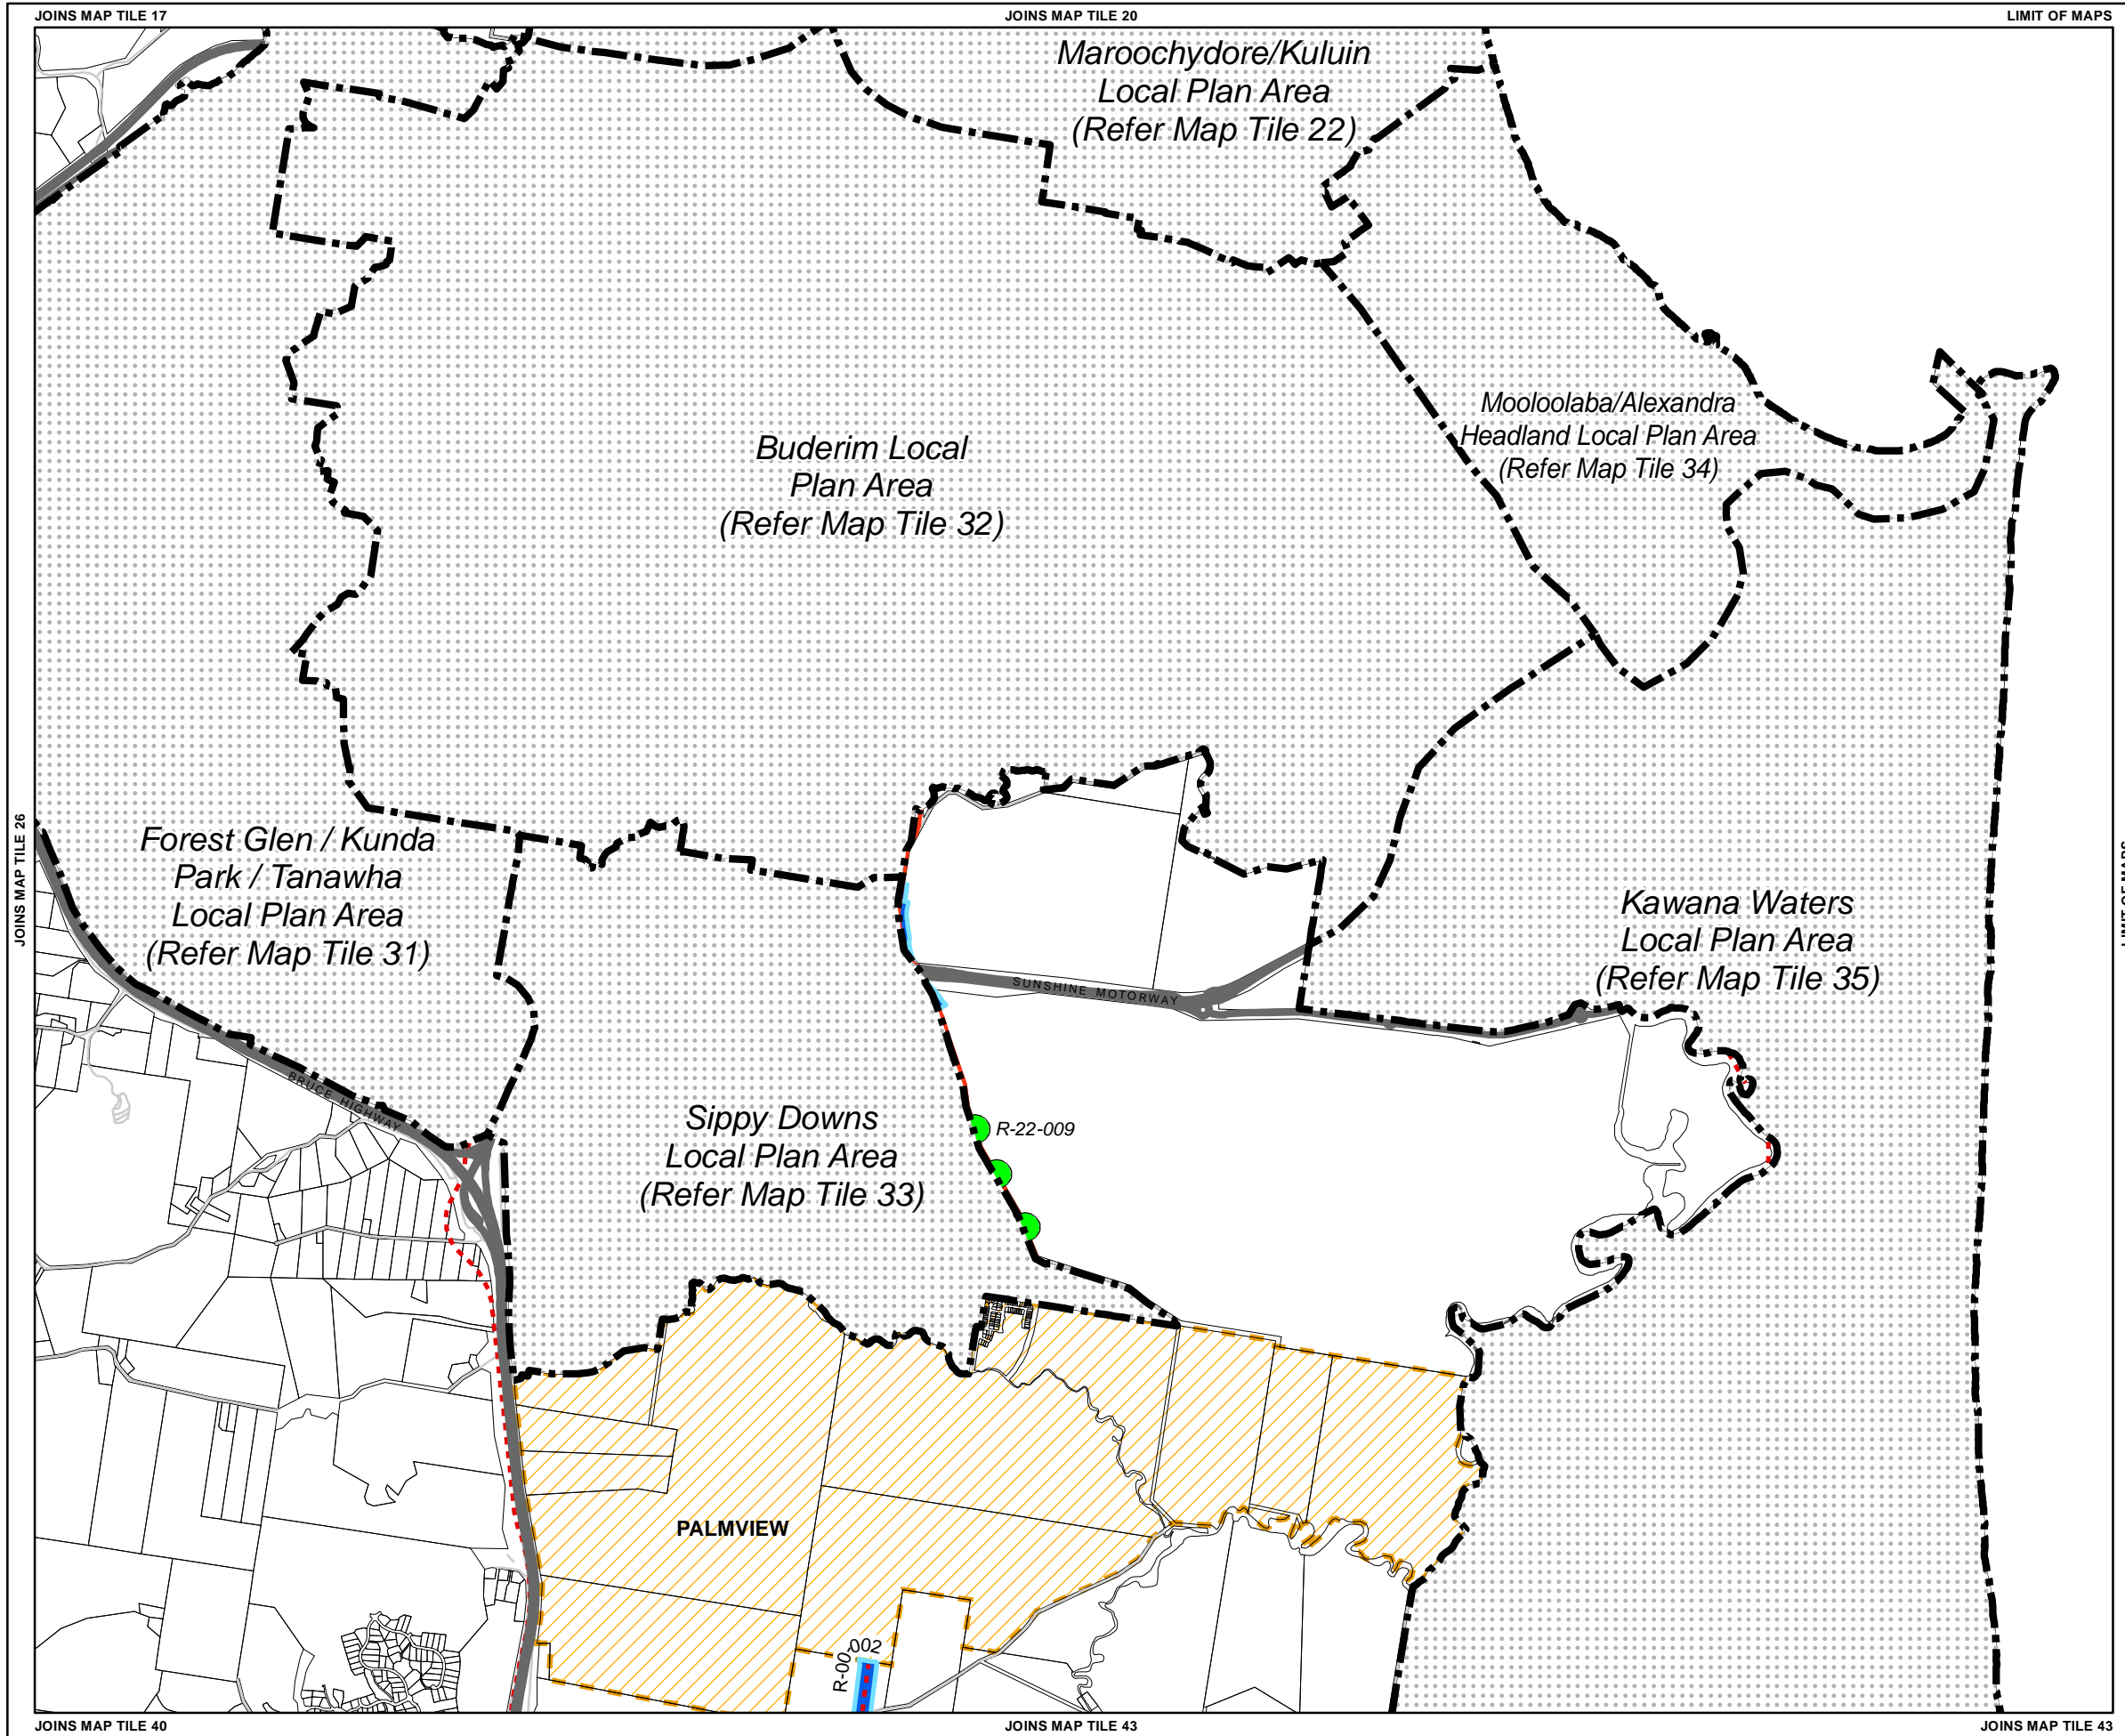 JOINS MAP TILE 17
JOINS MAP TILE 20
LIMIT OF MAPS
Maroochydore/Kuluin
Local Plan Area
(Refer Map Tile 22)
Mooloolaba/Alexandra
Headland Local Plan Area
(Refer Map Tile 34)
Buderim Local
Plan Area
(Refer Map Tile 32)
JOINS MAP TILE 26
Forest Glen / Kunda
Park / Tanawha
Local Plan Area
(Refer Map Tile 31)
Kawana Waters
Local Plan Area
(Refer Map Tile 35)
LIMIT OF MAPS
SUNSHINE MOTORWAY
BRUCE HIGHWAY
Sippy Downs
Local Plan Area
(Refer Map Tile 33)
R-22-009
PALMVIEW
R-00-002
JOINS MAP TILE 40
JOINS MAP TILE 43
JOINS MAP TILE 43